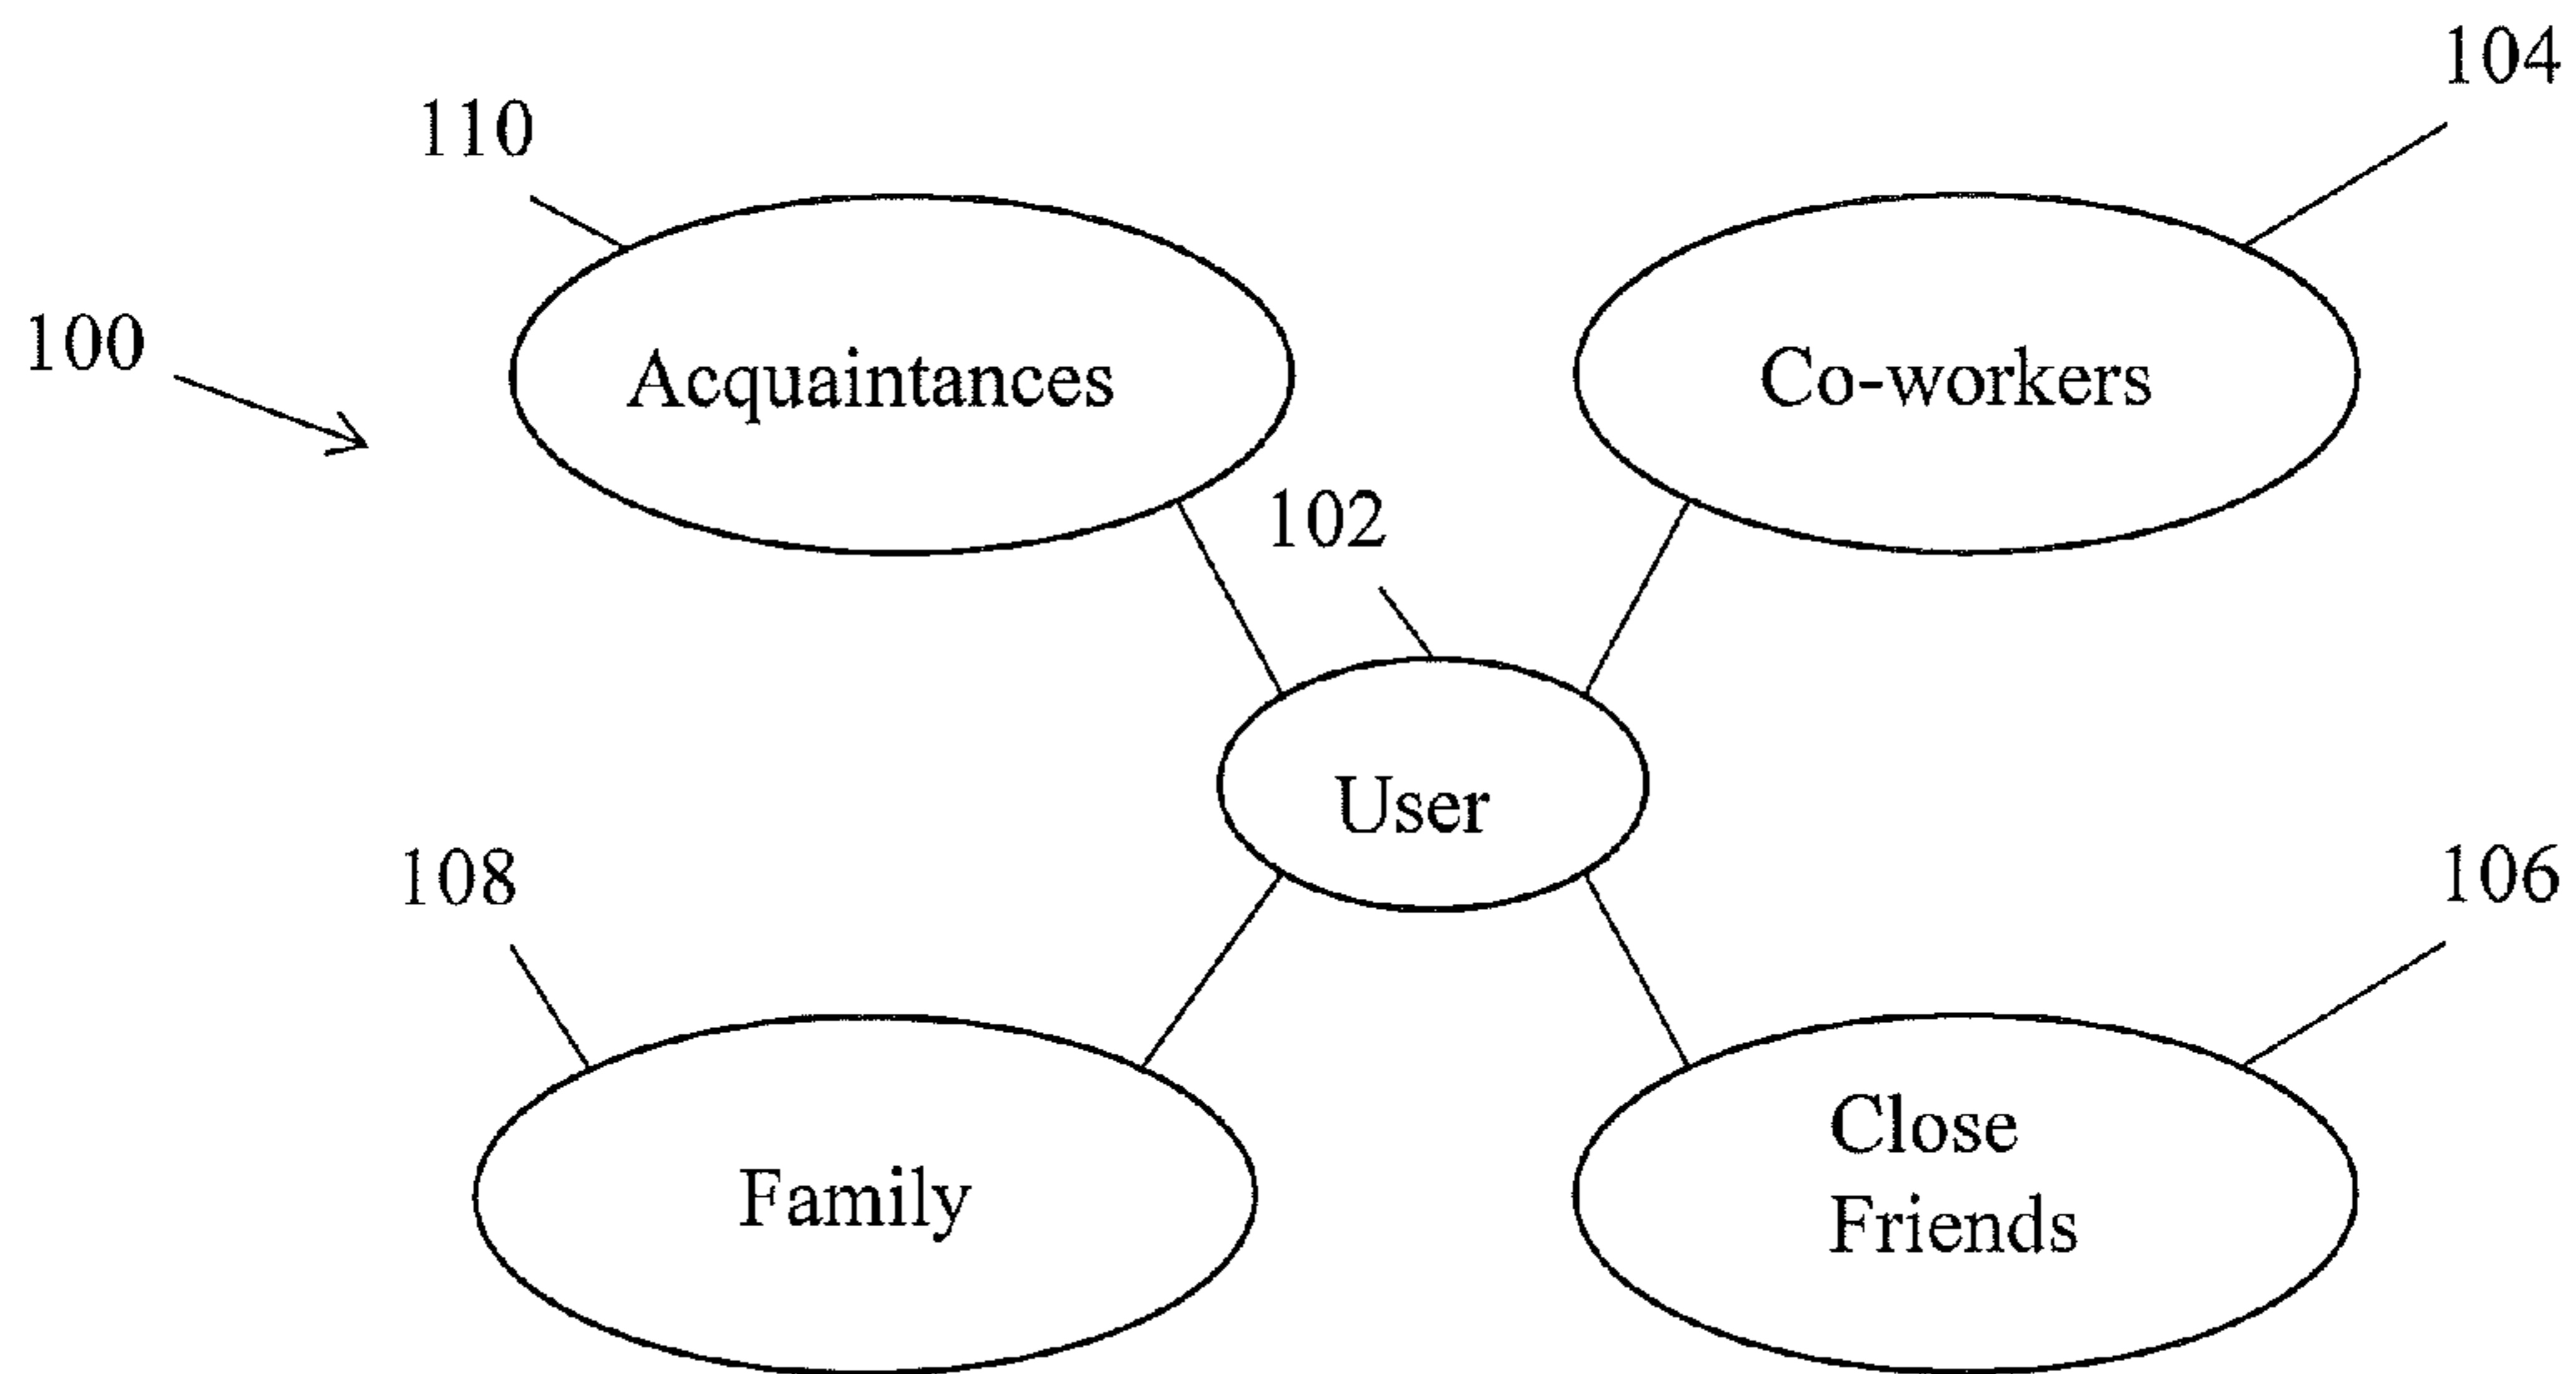 104
110
100
Acquaintances
Co-workers
102
User
108
106
Close
Friends
Family